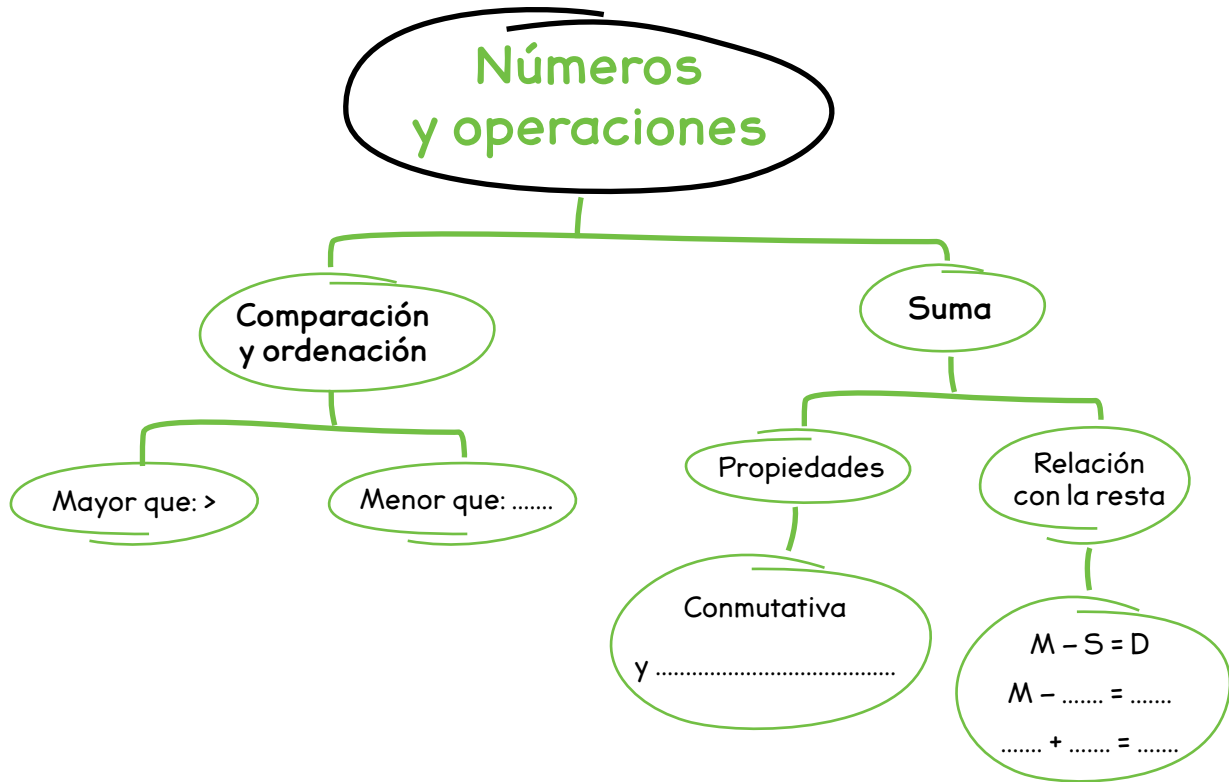 Números
y operaciones
Comparación
y ordenación
Suma
Mayor que: >
Menor que: .......
Propiedades
Relación
con la resta
Conmutativa
y ........................................
M – S = D
M – ....... = .......
....... + ....... = .......